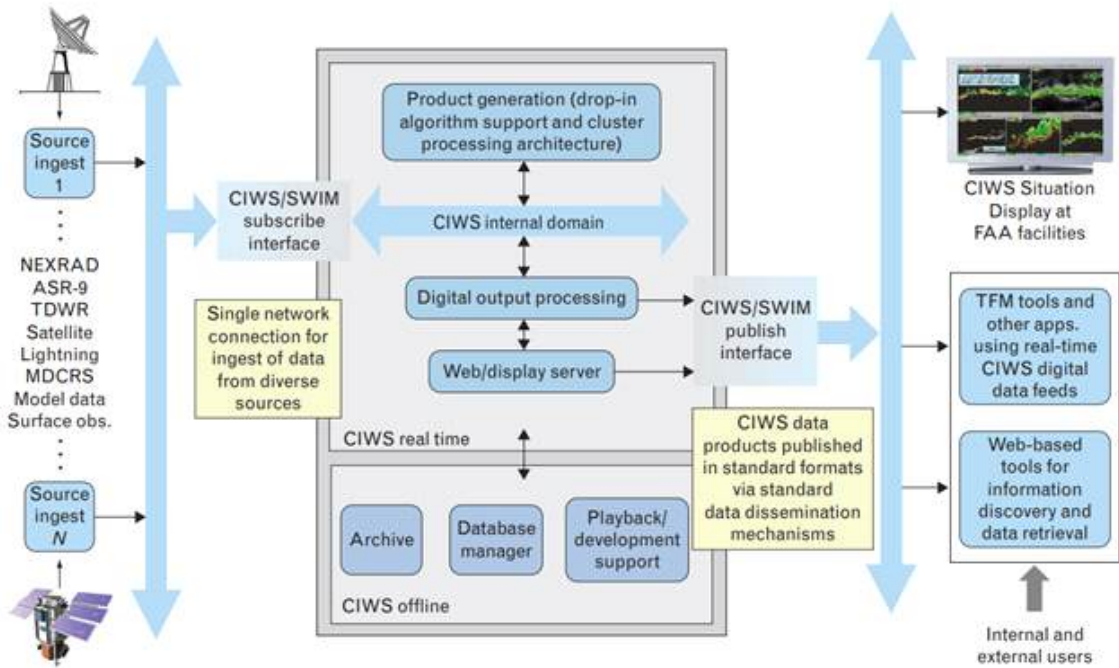 Source
ingest
1
NEXRAD
ASR-9
TDWR
Satellite
Lightning
MDCRS
Model data
Surface obs.
Source
ingest
N
CIWS/SWIM
subscribe
interface
Single network
connection for
ingest of data
from diverse
sources
Product generation (drop-in
algorithm support and
cluster processing architecture)
CIWS internal domain
Digital output processing
Web/display server
CIWS real time
Archive
Database
manager
Playback/
development
support
CIWS offline
CIWS/SWIM
publish
interface
CIWS data
products published
in standard formats
via standard
data dissemination
mechanisms
CIWS Situation
Display at
FAA facilities
TFM tools and
other apps.
using real-time
CIWS digital
data feeds
Web-based
tools for
information
discovery and
data retrieval
Internal and
external users